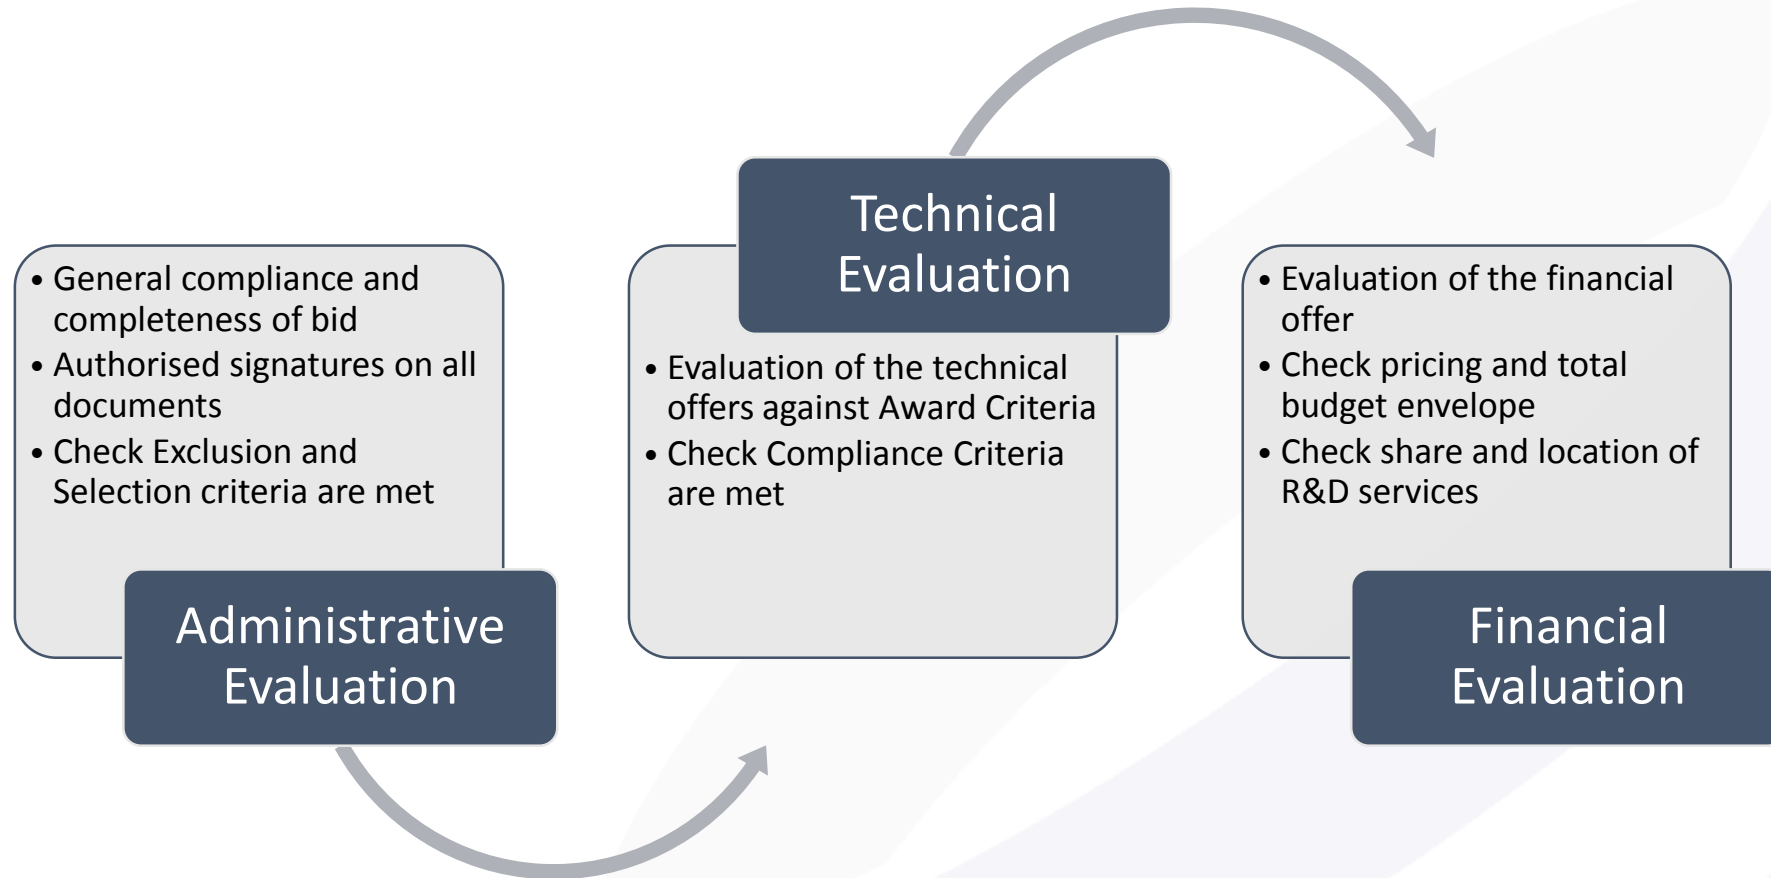 • General compliance and
completeness of bid
• Authorised signatures on all
documents
• Check Exclusion and
Selection criteria are met
Administrative
Evaluation
Technical
Evaluation
• Evaluation of the technical
offers against Award Criteria
• Check Compliance Criteria
are met
• Evaluation of the financial
offer
• Check pricing and total
budget envelope
• Check share and location of
R&D services
Financial
Evaluation